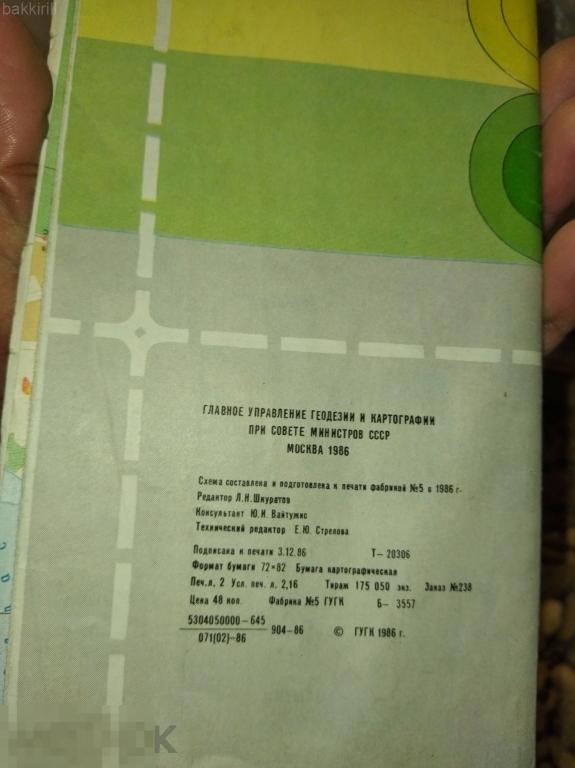 bakkirill
ГЛАВНОЕ УПРАВЛЕНИЕ ГЕОДЕЗИИ И КАРТОГРАФИИ
ПРИ СОВЕТЕ МИНИСТРОВ СССР
МОСКВА 1986
Схема составлена и подготовлена к печати фабрикой №5 в 1986 г.
Редактор Л.Н. Шкуратов
Консультант Ю.И. Вайтужис
Технический редактор Е.Ю. Стрелова
Подписана к печати 3.12.86 Т- 20306
Формат бумаги 72×82 Бумага картографическая
Печ.л. 2 Усл. печ. л. 2,16 Тираж 175 050 экз. Заказ №238
Цена 48 коп. Фабрика №5 ГУГК Б- 3557
5304050000-645
071(02)-86
904-86 © ГУГК 1986 г.